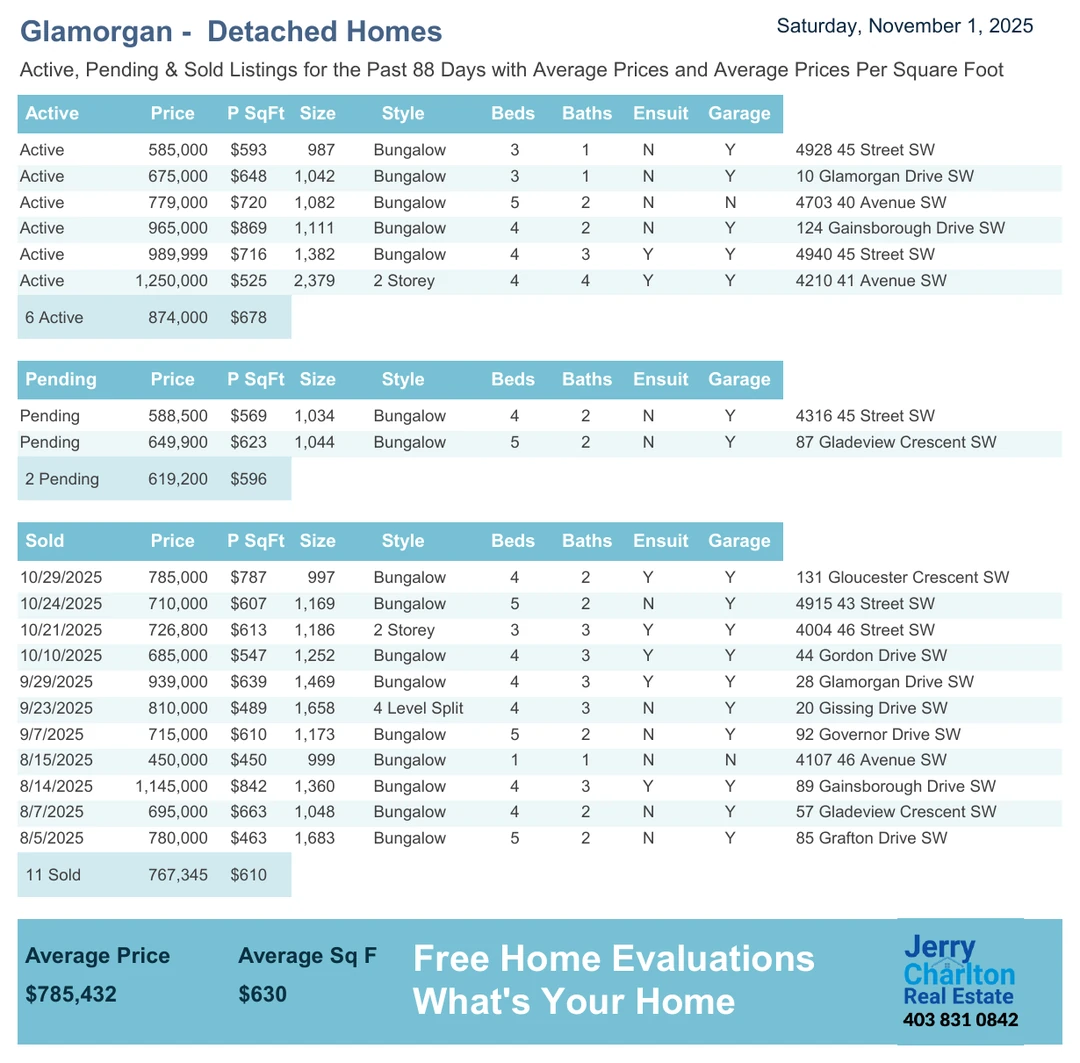 Glamorgan - Detached Homes Saturday, November 1, 2025
Active, Pending & Sold Listings for the Past 88 Days with Average Prices and Average Prices Per Square Foot
Active Price P SqFt Size Style Beds Baths Ensuit Garage
Active 585,000 $593 987 Bungalow 3 1 N Y 4928 45 Street SW
Active 675,000 $648 1,042 Bungalow 3 1 N Y 10 Glamorgan Drive SW
Active 779,000 $720 1,082 Bungalow 5 2 N N 4703 40 Avenue SW
Active 965,000 $869 1,111 Bungalow 4 2 N Y 124 Gainsborough Drive SW
Active 989,999 $716 1,382 Bungalow 4 3 Y Y 4940 45 Street SW
Active 1,250,000 $525 2,379 2 Storey 4 4 Y Y 4210 41 Avenue SW
6 Active 874,000 $678
Pending Price P SqFt Size Style Beds Baths Ensuit Garage
Pending 588,500 $569 1,034 Bungalow 4 2 N Y 4316 45 Street SW
Pending 649,900 $623 1,044 Bungalow 5 2 N Y 87 Gladeview Crescent SW
2 Pending 619,200 $596
Sold Price P SqFt Size Style Beds Baths Ensuit Garage
10/29/2025 785,000 $787 997 Bungalow 4 2 Y Y 131 Gloucester Crescent SW
10/24/2025 710,000 $607 1,169 Bungalow 5 2 N Y 4915 43 Street SW
10/21/2025 726,800 $613 1,186 2 Storey 3 3 Y Y 4004 46 Street SW
10/10/2025 685,000 $547 1,252 Bungalow 4 3 Y Y 44 Gordon Drive SW
9/29/2025 939,000 $639 1,469 Bungalow 4 3 Y Y 28 Glamorgan Drive SW
9/23/2025 810,000 $489 1,658 4 Level Split 4 3 N Y 20 Gissing Drive SW
9/7/2025 715,000 $610 1,173 Bungalow 5 2 N Y 92 Governor Drive SW
8/15/2025 450,000 $450 999 Bungalow 1 1 N N 4107 46 Avenue SW
8/14/2025 1,145,000 $842 1,360 Bungalow 4 3 Y Y 89 Gainsborough Drive SW
8/7/2025 695,000 $663 1,048 Bungalow 4 2 N Y 57 Gladeview Crescent SW
8/5/2025 780,000 $463 1,683 Bungalow 5 2 N Y 85 Grafton Drive SW
11 Sold 767,345 $610
Average Price Average Sq F
$785,432 $630
Free Home Evaluations
What's Your Home
Jerry
Charlton
Real Estate
403 831 0842